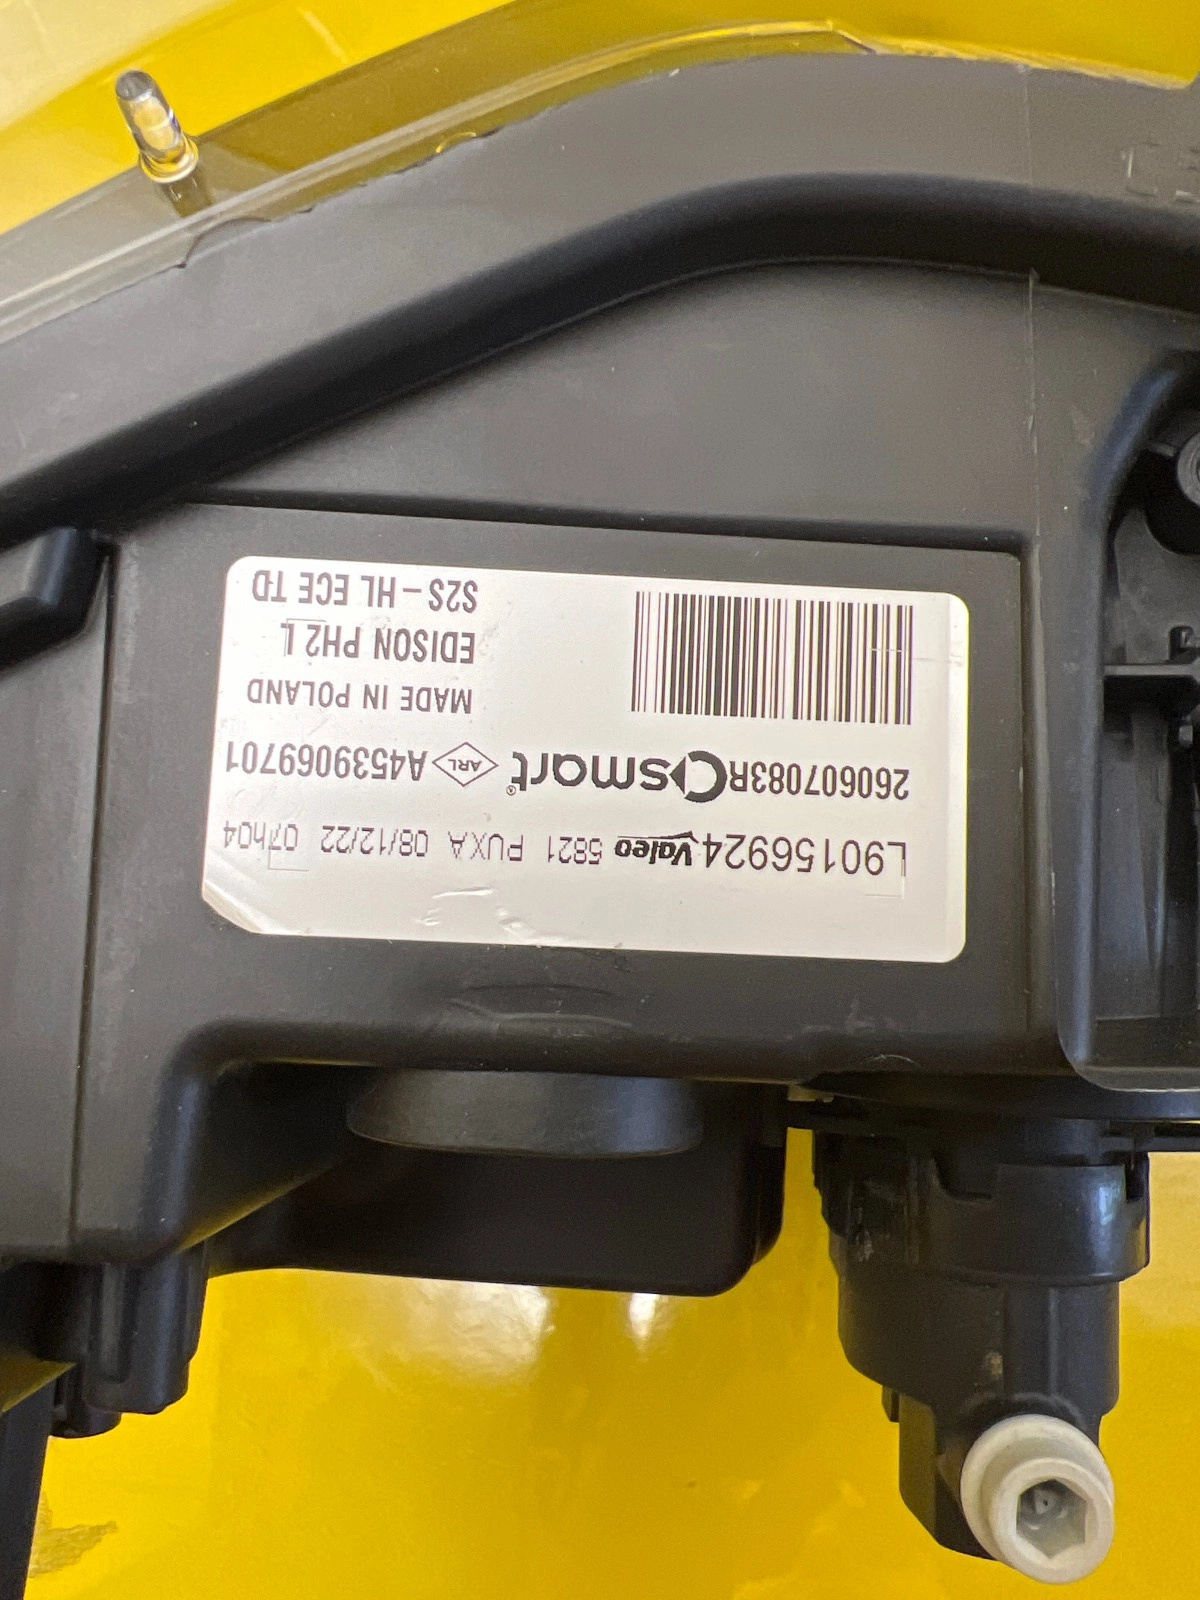 L90156924 Valeo 5821 PUXA 08/12/22 07h04
260607083R smart® ARL A4539069701
MADE IN POLAND
EDISON PH2 L
S2S - HL ECE TD